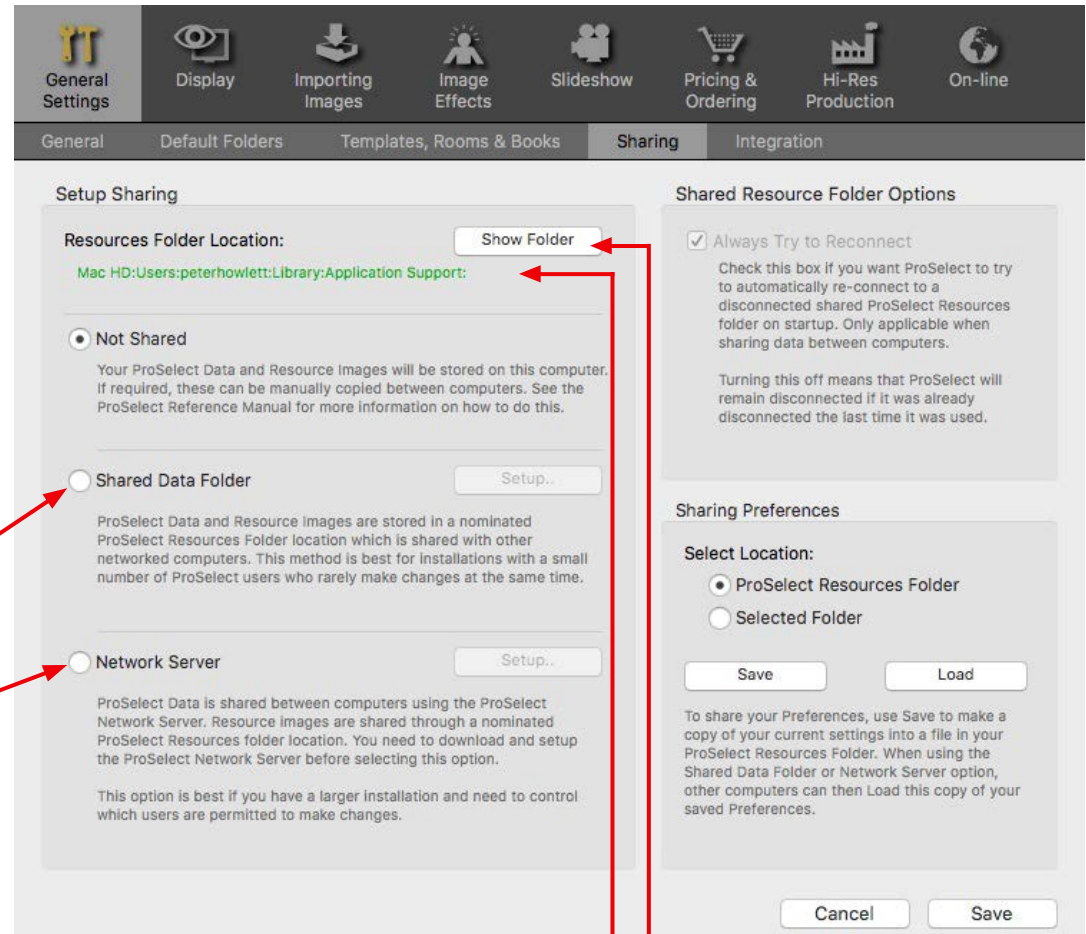 General
Settings
Display
Importing
Images
Image
Effects
Slideshow
Pricing &
Ordering
Hi-Res
Production
On-line
General
Default Folders
Templates, Rooms & Books
Sharing
Integration
Setup Sharing
Resources Folder Location:
Show Folder
Mac HD:Users:peterhowlett:Library:Application Support:
Not Shared
Your ProSelect Data and Resource Images will be stored on this computer.
If required, these can be manually copied between computers. See the
ProSelect Reference Manual for more information on how to do this.
Shared Data Folder
Setup..
ProSelect Data and Resource Images are stored in a nominated
ProSelect Resources Folder location which is shared with other
networked computers. This method is best for installations with a small
number of ProSelect users who rarely make changes at the same time.
Network Server
Setup..
ProSelect Data is shared between computers using the ProSelect
Network Server. Resource images are shared through a nominated
ProSelect Resources folder location. You need to download and setup
the ProSelect Network Server before selecting this option.
This option is best if you have a larger installation and need to control
which users are permitted to make changes.
Shared Resource Folder Options
Always Try to Reconnect
Check this box if you want ProSelect to try
to automatically re-connect to a
disconnected shared ProSelect Resources
folder on startup. Only applicable when
sharing data between computers.
Turning this off means that ProSelect will
remain disconnected if it was already
disconnected the last time it was used.
Sharing Preferences
Select Location:
ProSelect Resources Folder
Selected Folder
Save
Load
To share your Preferences, use Save to make a
copy of your current settings into a file in your
ProSelect Resources Folder. When using the
Shared Data Folder or Network Server option,
other computers can then Load this copy of your
saved Preferences.
Cancel
Save